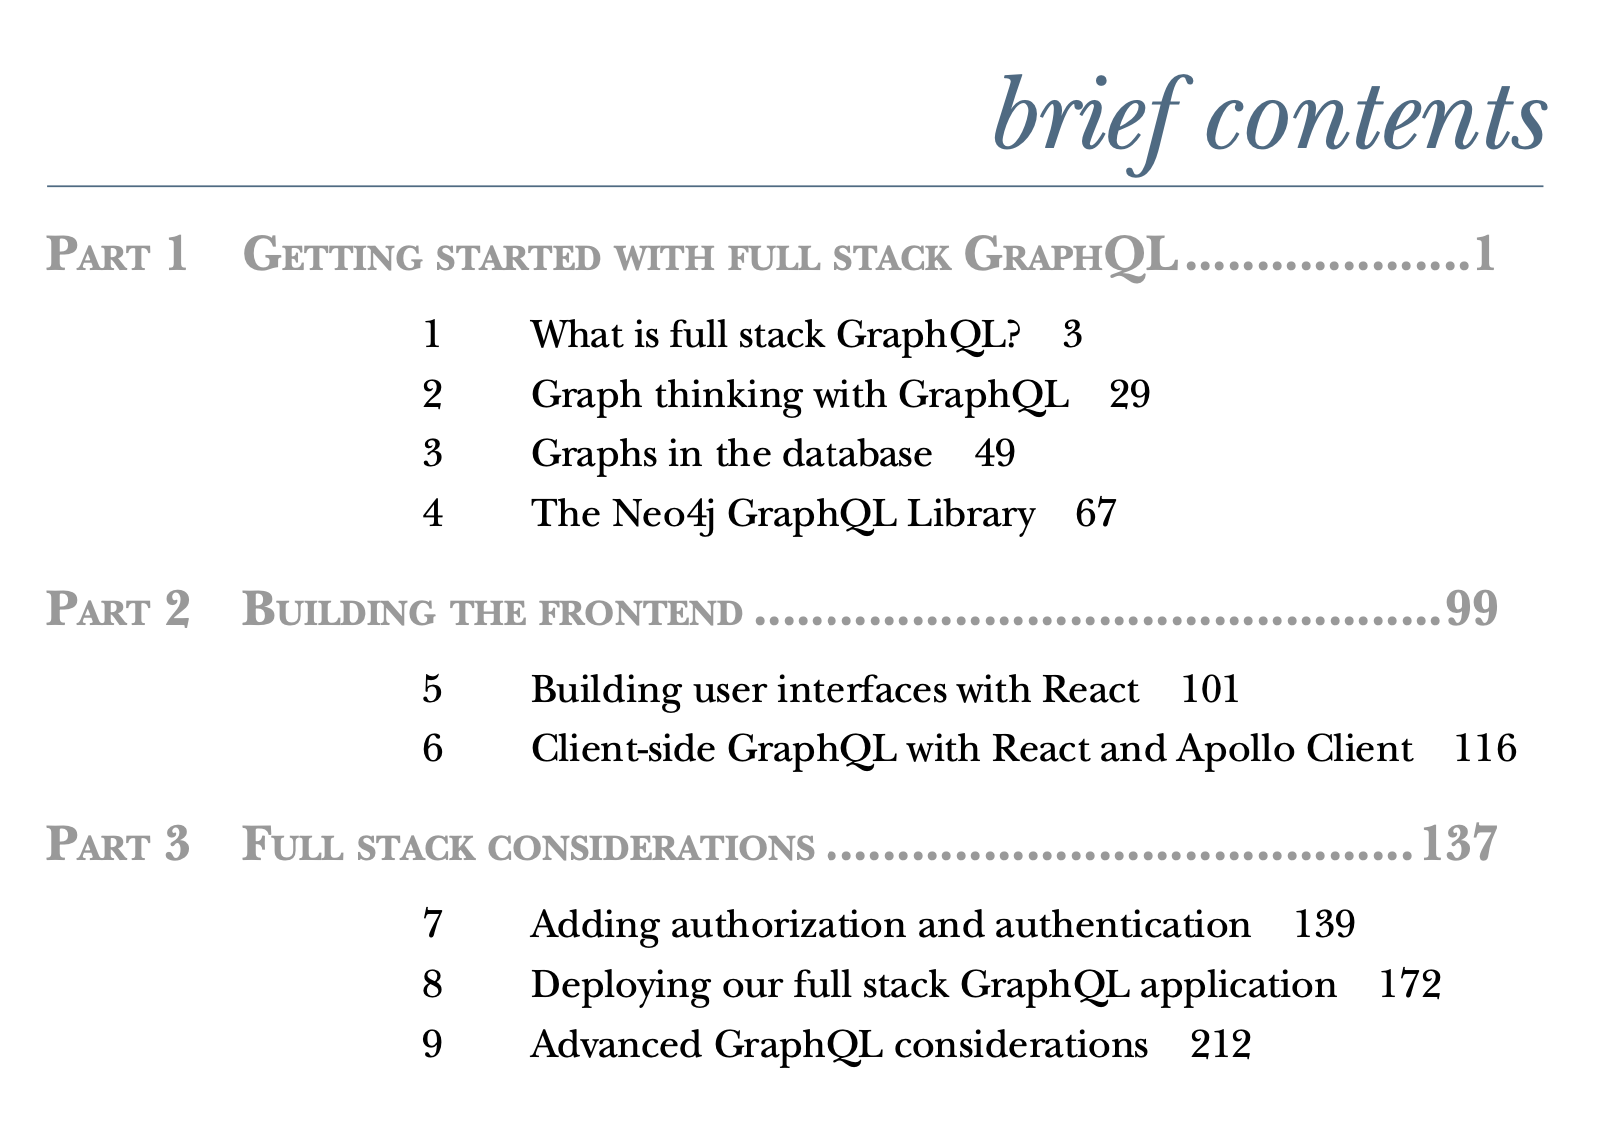 brief contents
PART 1 GETTING STARTED WITH FULL STACK GRAPHQL....................1
1 What is full stack GraphQL? 3
2 Graph thinking with GraphQL 29
3 Graphs in the database 49
4 The Neo4j GraphQL Library 67
PART 2 BUILDING THE FRONTEND ................................................99
5 Building user interfaces with React 101
6 Client-side GraphQL with React and Apollo Client 116
PART 3 FULL STACK CONSIDERATIONS .........................................137
7 Adding authorization and authentication 139
8 Deploying our full stack GraphQL application 172
9 Advanced GraphQL considerations 212